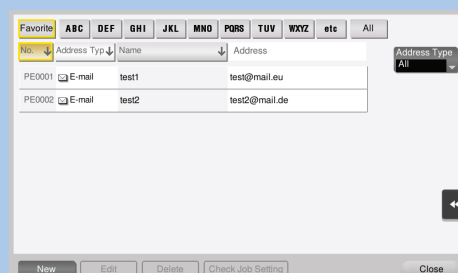 Favorite ABC DEF GHI JKL MNO PQRS TUV WXYZ etc All
No. Address Typ Name Address
Address Type
All
PE0001 E-mail test1 test@mail.eu
PE0002 E-mail test2 test2@mail.de
New Edit Delete Check Job Setting Close